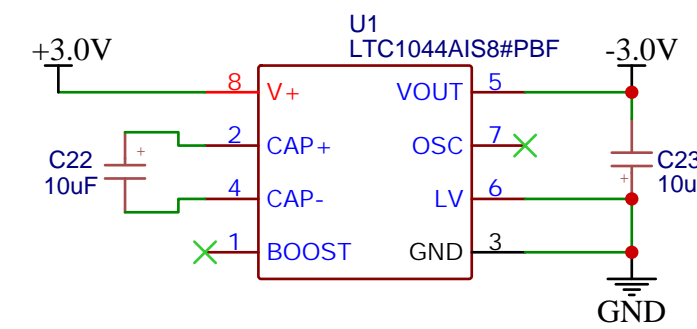 U1
LTC1044AIS8#PBF
+3.0V
-3.0V
8 V+ VOUT 5
2 CAP+ OSC 7
C22
10uF
+
4 CAP- LV 6
C23
10u
+
1 BOOST GND 3
GND